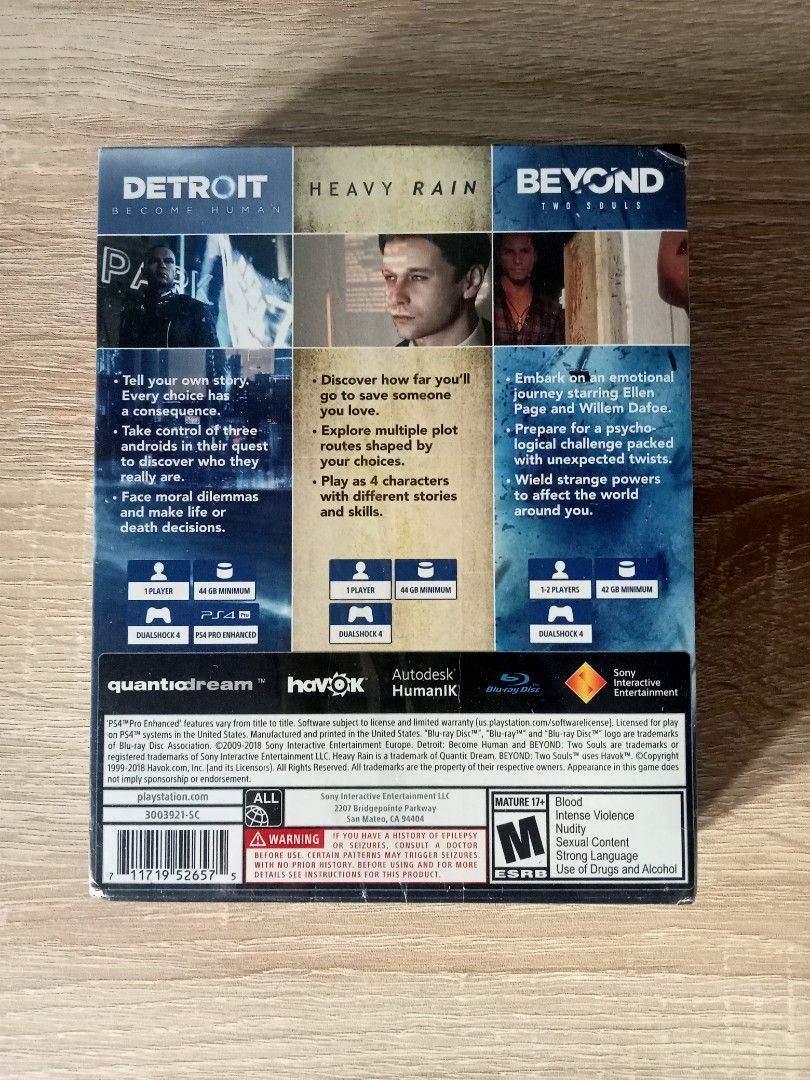 DETROIT
BECOME HUMAN
HEAVY RAIN
BEYOND
TWO SOULS
PARK
• Tell your own story.
Every choice has
a consequence.
• Take control of three
androids in their quest
to discover who they
really are.
• Face moral dilemmas
and make life or
death decisions.
• Discover how far you'll
go to save someone
you love.
• Explore multiple plot
routes shaped by
your choices.
• Play as 4 characters
with different stories
and skills.
• Embark on an emotional
journey starring Ellen
Page and Willem Dafoe.
• Prepare for a psycho-
logical challenge packed
with unexpected twists.
• Wield strange powers
to affect the world
around you.
1 PLAYER
44 GB MINIMUM
DUALSHOCK 4
PS4 Pro
PS4 PRO ENHANCED
1 PLAYER
44 GB MINIMUM
DUALSHOCK 4
1-2 PLAYERS
42 GB MINIMUM
DUALSHOCK 4
quanticdream™
havok
Autodesk®
HumanIK
Blu-ray Disc™
Sony
Interactive
Entertainment
'PS4™Pro Enhanced' features vary from title to title. Software subject to license and limited warranty (us.playstation.com/softwarelicense). Licensed for play
on PS4™ systems in the United States. Manufactured and printed in the United States. "Blu-ray Disc™", "Blu-ray™" and "Blu-ray Disc™" logo are trademarks
of Blu-ray Disc Association. ©2009-2018 Sony Interactive Entertainment Europe. Detroit: Become Human and BEYOND: Two Souls are trademarks or
registered trademarks of Sony Interactive Entertainment LLC. Heavy Rain is a trademark of Quantic Dream. BEYOND: Two Souls™ uses Havok™. ©Copyright
1999-2018 Havok.com, Inc. (and its Licensors). All Rights Reserved. All trademarks are the property of their respective owners. Appearance in this game does
not imply sponsorship or endorsement.
playstation.com
3003921-SC
7 11719 52657 5
ALL
Sony Interactive Entertainment LLC
2207 Bridgepointe Parkway
San Mateo, CA 94404
WARNING IF YOU HAVE A HISTORY OF EPILEPSY
OR SEIZURES, CONSULT A DOCTOR
BEFORE USE. CERTAIN PATTERNS MAY TRIGGER SEIZURES
WITH NO PRIOR HISTORY. BEFORE USING AND FOR MORE
DETAILS SEE INSTRUCTIONS FOR THIS PRODUCT.
MATURE 17+
M
ESRB
Blood
Intense Violence
Nudity
Sexual Content
Strong Language
Use of Drugs and Alcohol